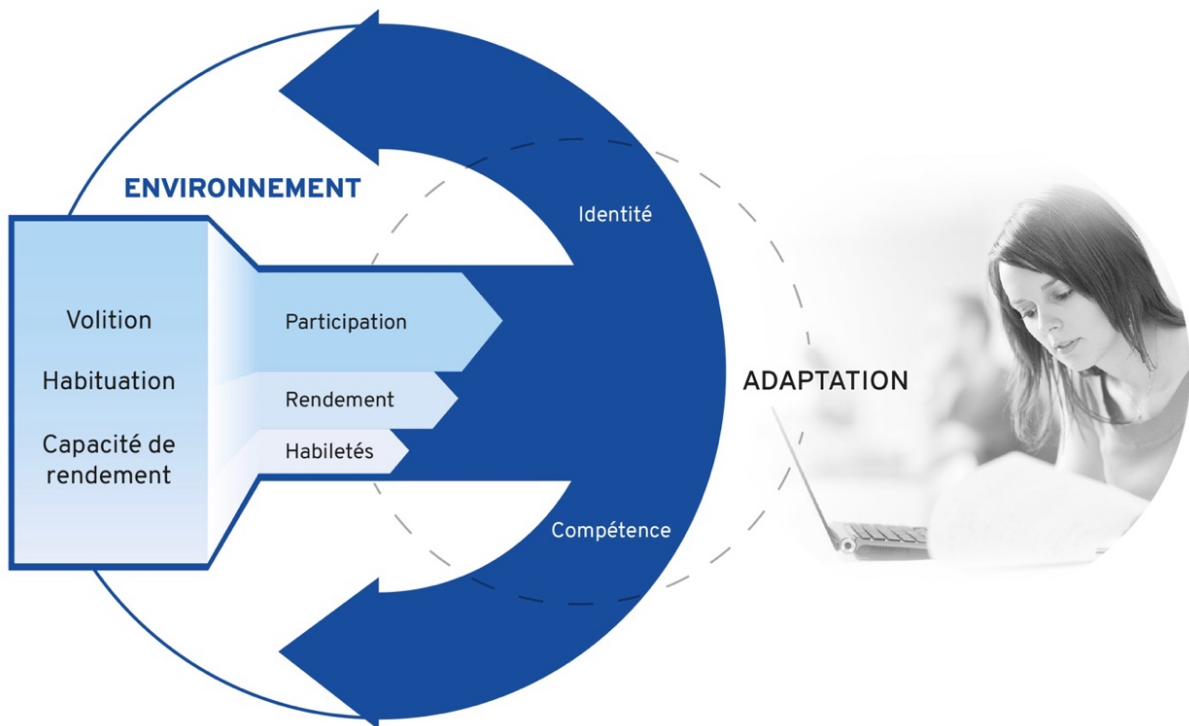 ENVIRONNEMENT
Volition
Habituation
Capacité de
rendement
Participation
Rendement
Habiletés
Identité
Compétence
ADAPTATION